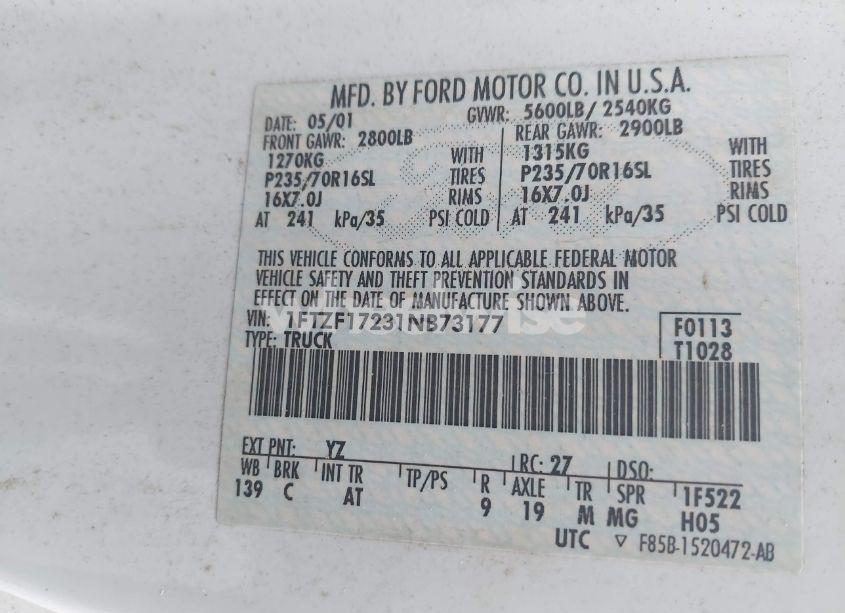 MFD. BY FORD MOTOR CO. IN U.S.A.
DATE: 05/01 GVWR: 5600LB/ 2540KG
FRONT GAWR: 2800LB REAR GAWR: 2900LB
1270KG WITH 1315KG WITH
P235/70R16SL TIRES P235/70R16SL TIRES
16X7.0J RIMS 16X7.0J RIMS
AT 241 kPa/35 PSI COLD AT 241 kPa/35 PSI COLD
THIS VEHICLE CONFORMS TO ALL APPLICABLE FEDERAL MOTOR
VEHICLE SAFETY AND THEFT PREVENTION STANDARDS IN
EFFECT ON THE DATE OF MANUFACTURE SHOWN ABOVE.
VIN: 1FTZF17231NB73177 F0113
TYPE: TRUCK T1028
EXT PNT: YZ RC: 27 DSO:
WB BRK INT TR TP/PS R AXLE TR SPR 1F522
139 C AT 9 19 M MG H05
UTC ▽ F85B-1520472-AB